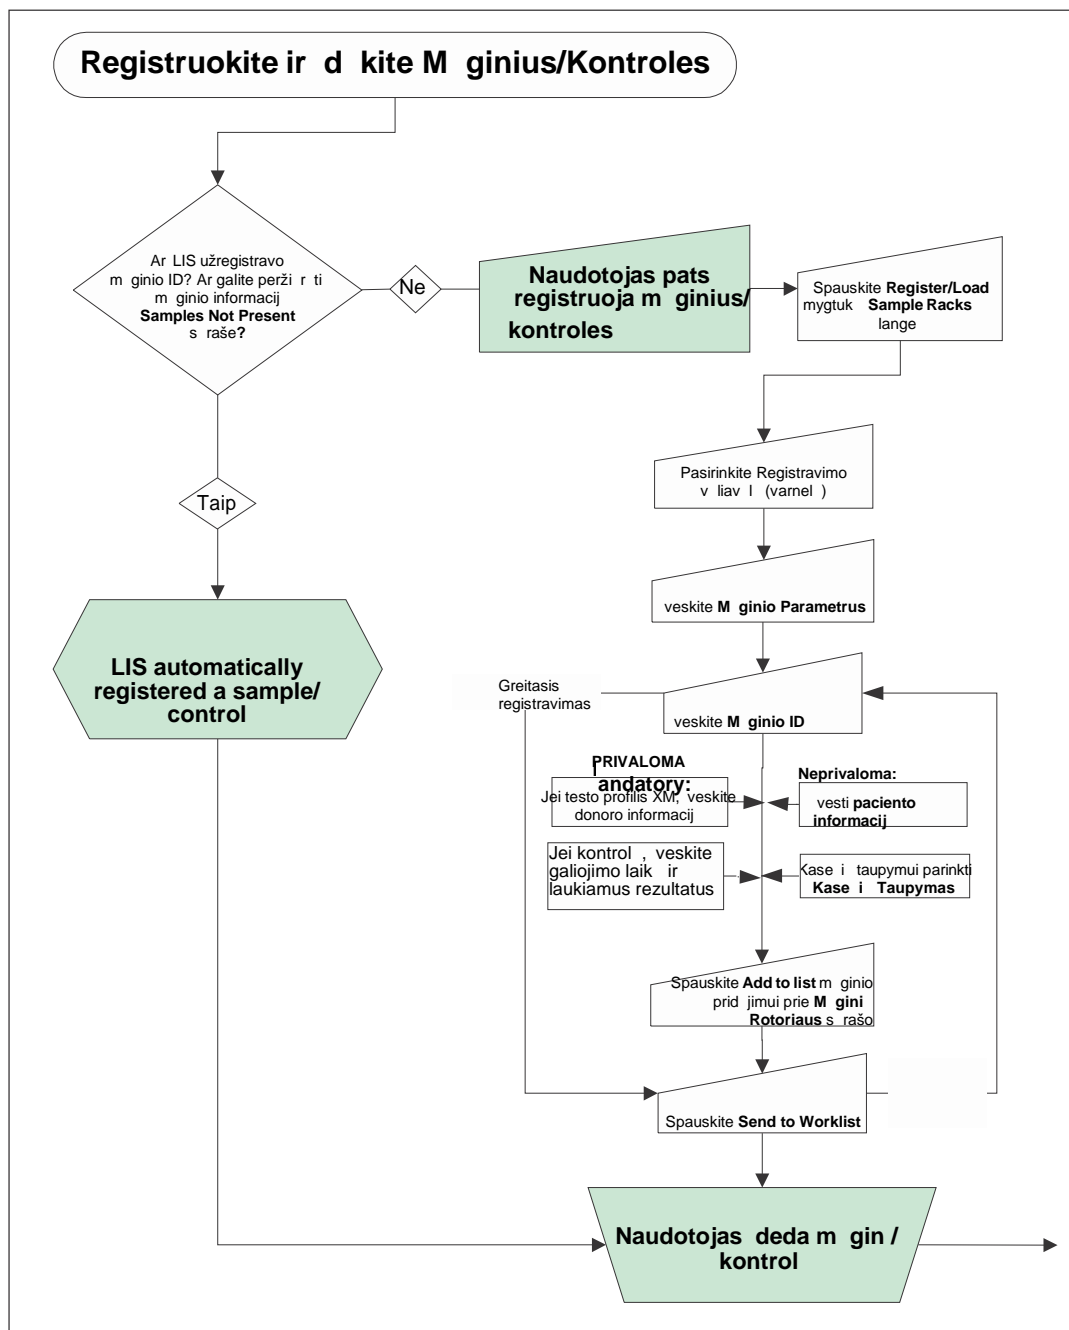 Registruokite ir d kite M ginius/Kontroles
Ar LIS užregistravo
m ginio ID? Ar galite perži r ti
m ginio informacij
Samples Not Present
s raše?
Ne
Naudotojas pats
registruoja m ginius/
kontroles
Spauskite Register/Load
mygtuk Sample Racks
lange
Pasirinkite Registravimo
v liav l (varnel )
Taip
veskite M ginio Parametrus
LIS automatically
registered a sample/
control
Greitasis
registravimas
veskite M ginio ID
PRIVALOMA
andatory:
Jei testo profilis XM, veskite
donoro informacij
Neprivaloma:
vesti paciento
informacij
Jei kontrol , veskite
galiojimo laik ir
laukiamus rezultatus
Kase i taupymui parinkti
Kase i Taupymas
Spauskite Add to list m ginio
prid jimui prie M gini
Rotoriaus s rašo
Spauskite Send to Worklist
Naudotojas deda m gin /
kontrol